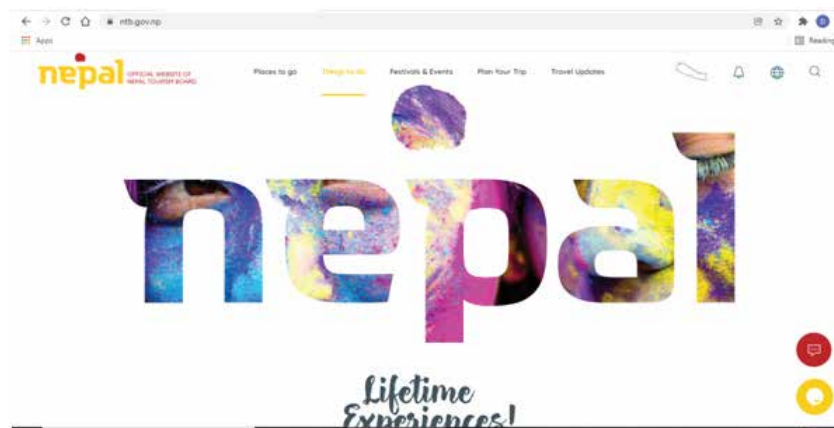 ntb.gov.np
Apps
Reading
nepal OFFICIAL WEBSITE OF
NEPAL TOURISM BOARD
Places to go Things to do Festivals & Events Plan Your Trip Travel Updates
nepal
Lifetime
Experiences!